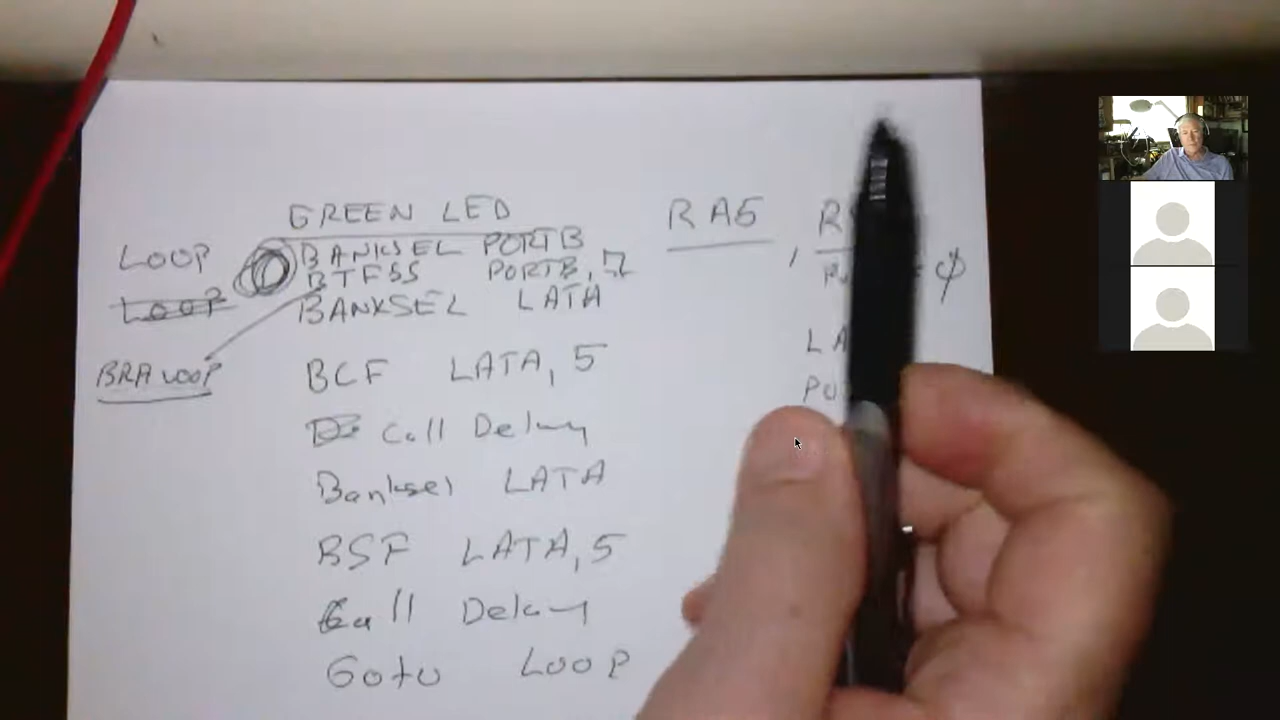 GREEN LED
RA5 ,
LOOP BANKSEL PORTB
BTFSS PORTB, 7
LOOP BANKSEL LATA
BRA LOOP
BCF LATA, 5
Call Delay
Banksel LATA
BSF LATA, 5
Call Delay
Goto LOOP